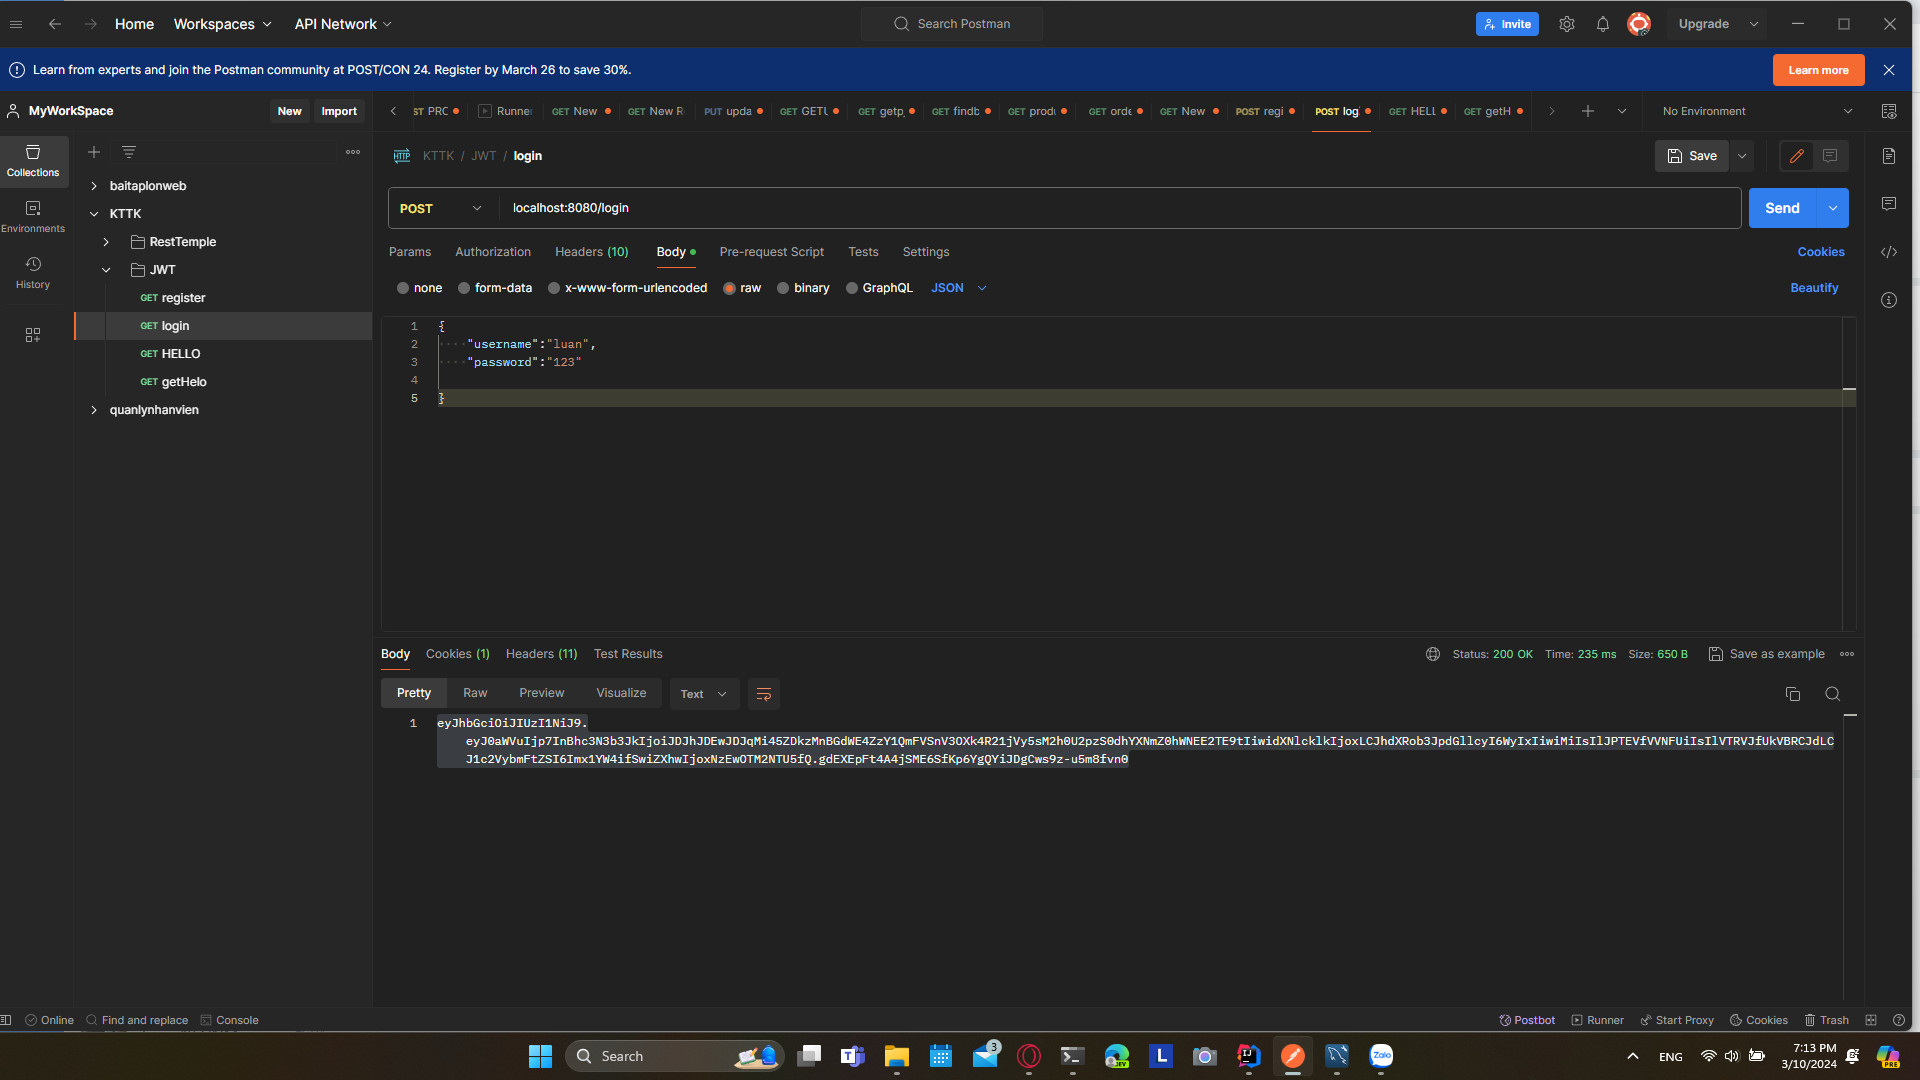 Home
Workspaces
API Network
Search Postman
Invite
Upgrade
Learn from experts and join the Postman community at POST/CON 24. Register by March 26 to save 30%.
Learn more
MyWorkSpace
New
Import
ST PRC
Runne
GET New
GET New R
PUT upda
GET GETU
GET getp
GET findb
GET prod
GET orde
GET New
POST regi
POST log
GET HELL
GET getH
No Environment
Collections
Environments
History
baitaplonweb
KTTK
RestTemple
JWT
GET register
GET login
GET HELLO
GET getHelo
quanlynhanvien
HTTP
KTTK / JWT / login
Save
POST
localhost:8080/login
Send
Params
Authorization
Headers (10)
Body
Pre-request Script
Tests
Settings
Cookies
none
form-data
x-www-form-urlencoded
raw
binary
GraphQL
JSON
Beautify
1 {
2 "username":"luan",
3 "password":"123"
4
5 }
Body
Cookies (1)
Headers (11)
Test Results
Status: 200 OK
Time: 235 ms
Size: 650 B
Save as example
Pretty
Raw
Preview
Visualize
Text
1 eyJhbGciOiJIUzI1NiJ9.
Online
Find and replace
Console
Postbot
Runner
Start Proxy
Cookies
Trash
Search
3
DEV
L
Zalo
ENG
7:13 PM
3/10/2024
PRE